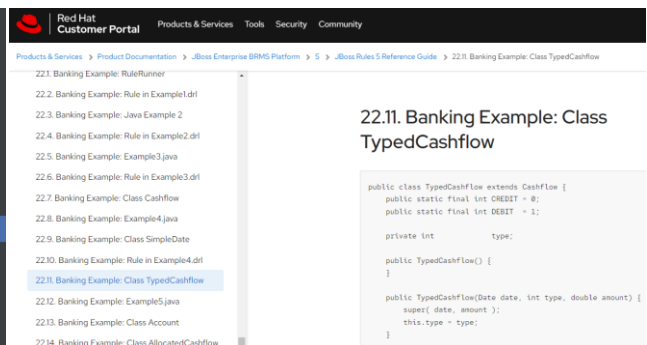 Red Hat
Customer Portal
Products & Services Tools Security Community
Products & Services > Product Documentation > JBoss Enterprise BRMS Platform > 5 > JBoss Rules 5 Reference Guide > 22.11. Banking Example: Class TypedCashflow
22.1. Banking Example: RuleRunner
22.2. Banking Example: Rule in Example1.drl
22.3. Banking Example: Java Example 2
22.4. Banking Example: Rule in Example2.drl
22.5. Banking Example: Example3.java
22.6. Banking Example: Rule in Example3.drl
22.7. Banking Example: Class Cashflow
22.8. Banking Example: Example4.java
22.9. Banking Example: Class SimpleDate
22.10. Banking Example: Rule in Example4.drl
22.11. Banking Example: Class TypedCashflow
22.12. Banking Example: Example5.java
22.13. Banking Example: Class Account
22.14. Banking Example: Class AllocatedCashflow
22.11. Banking Example: Class
TypedCashflow
public class TypedCashflow extends Cashflow {
public static final int CREDIT = 0;
public static final int DEBIT = 1;
private int type;
public TypedCashflow() {
}
public TypedCashflow(Date date, int type, double amount) {
super( date, amount );
this.type = type;
}